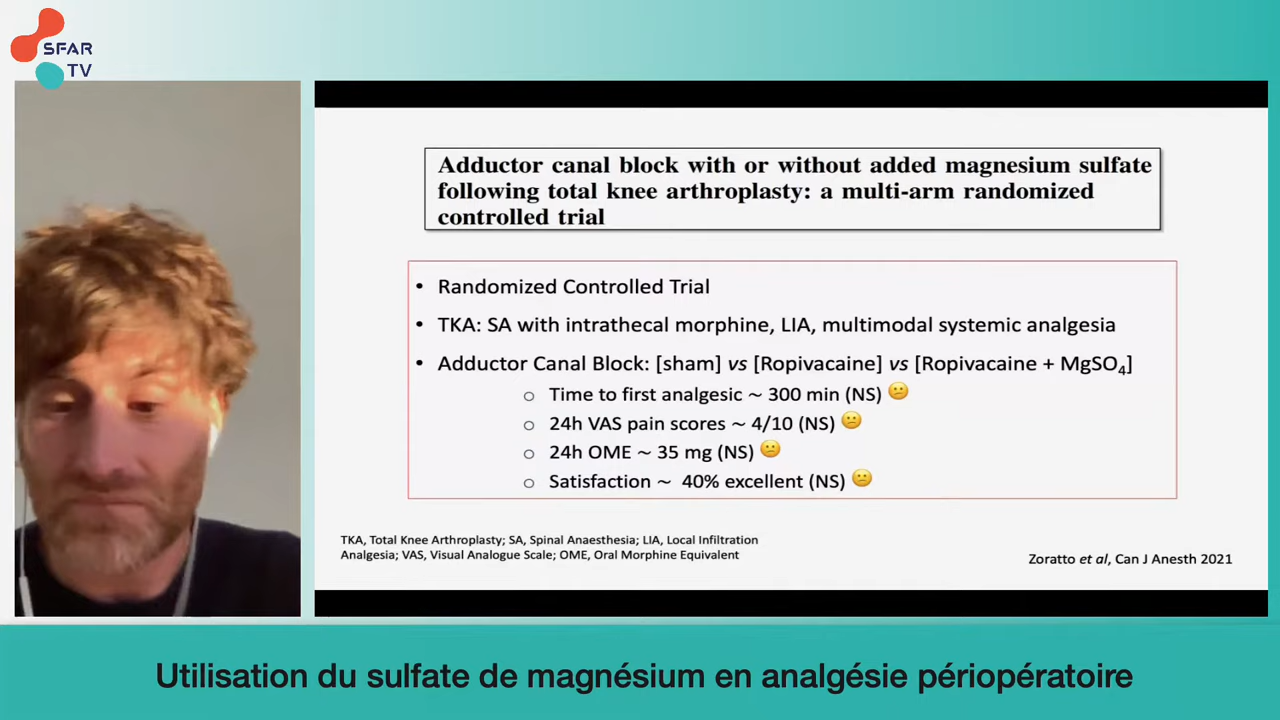 SFAR
TV
Adductor canal block with or without added magnesium sulfate
following total knee arthroplasty: a multi-arm randomized
controlled trial
• Randomized Controlled Trial
• TKA: SA with intrathecal morphine, LIA, multimodal systemic analgesia
• Adductor Canal Block: [sham] vs [Ropivacaine] vs [Ropivacaine + MgSO₄]
o Time to first analgesic ~ 300 min (NS) 😕
o 24h VAS pain scores ~ 4/10 (NS) 😕
o 24h OME ~ 35 mg (NS) 😕
o Satisfaction ~ 40% excellent (NS) 😕
TKA, Total Knee Arthroplasty; SA, Spinal Anaesthesia; LIA, Local Infiltration
Analgesia; VAS, Visual Analogue Scale; OME, Oral Morphine Equivalent
Zoratto et al, Can J Anesth 2021
Utilisation du sulfate de magnésium en analgésie périopératoire